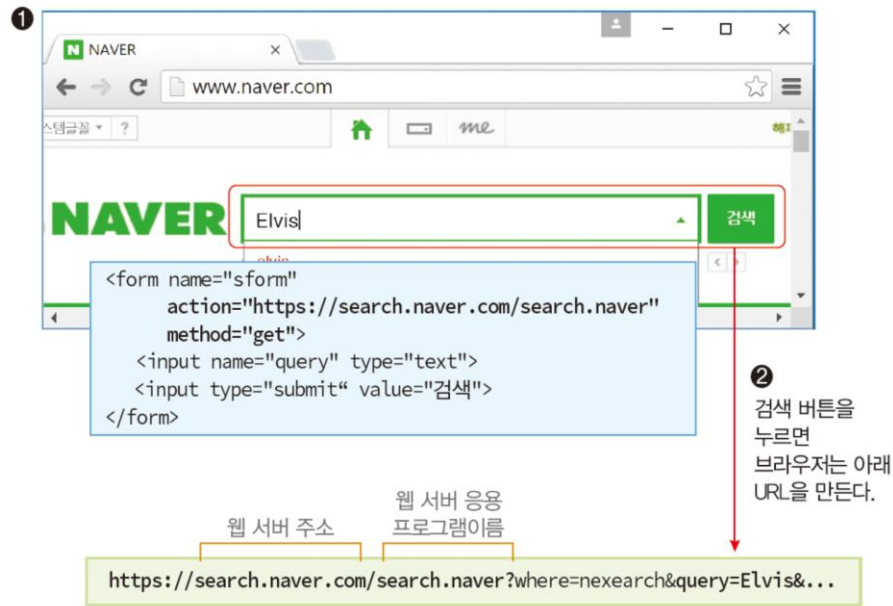 ❶
NAVER
www.naver.com
스템글꼴 ?
me
해피
NAVER
Elvis
검색
elvis
<form name="sform"
action="https://search.naver.com/search.naver"
method="get">
<input name="query" type="text">
<input type="submit“ value="검색">
</form>
❷
검색 버튼을
누르면
브라우저는 아래
URL을 만든다.
웹 서버 주소
웹 서버 응용
프로그램이름
https://search.naver.com/search.naver?where=nexearch&query=Elvis&...